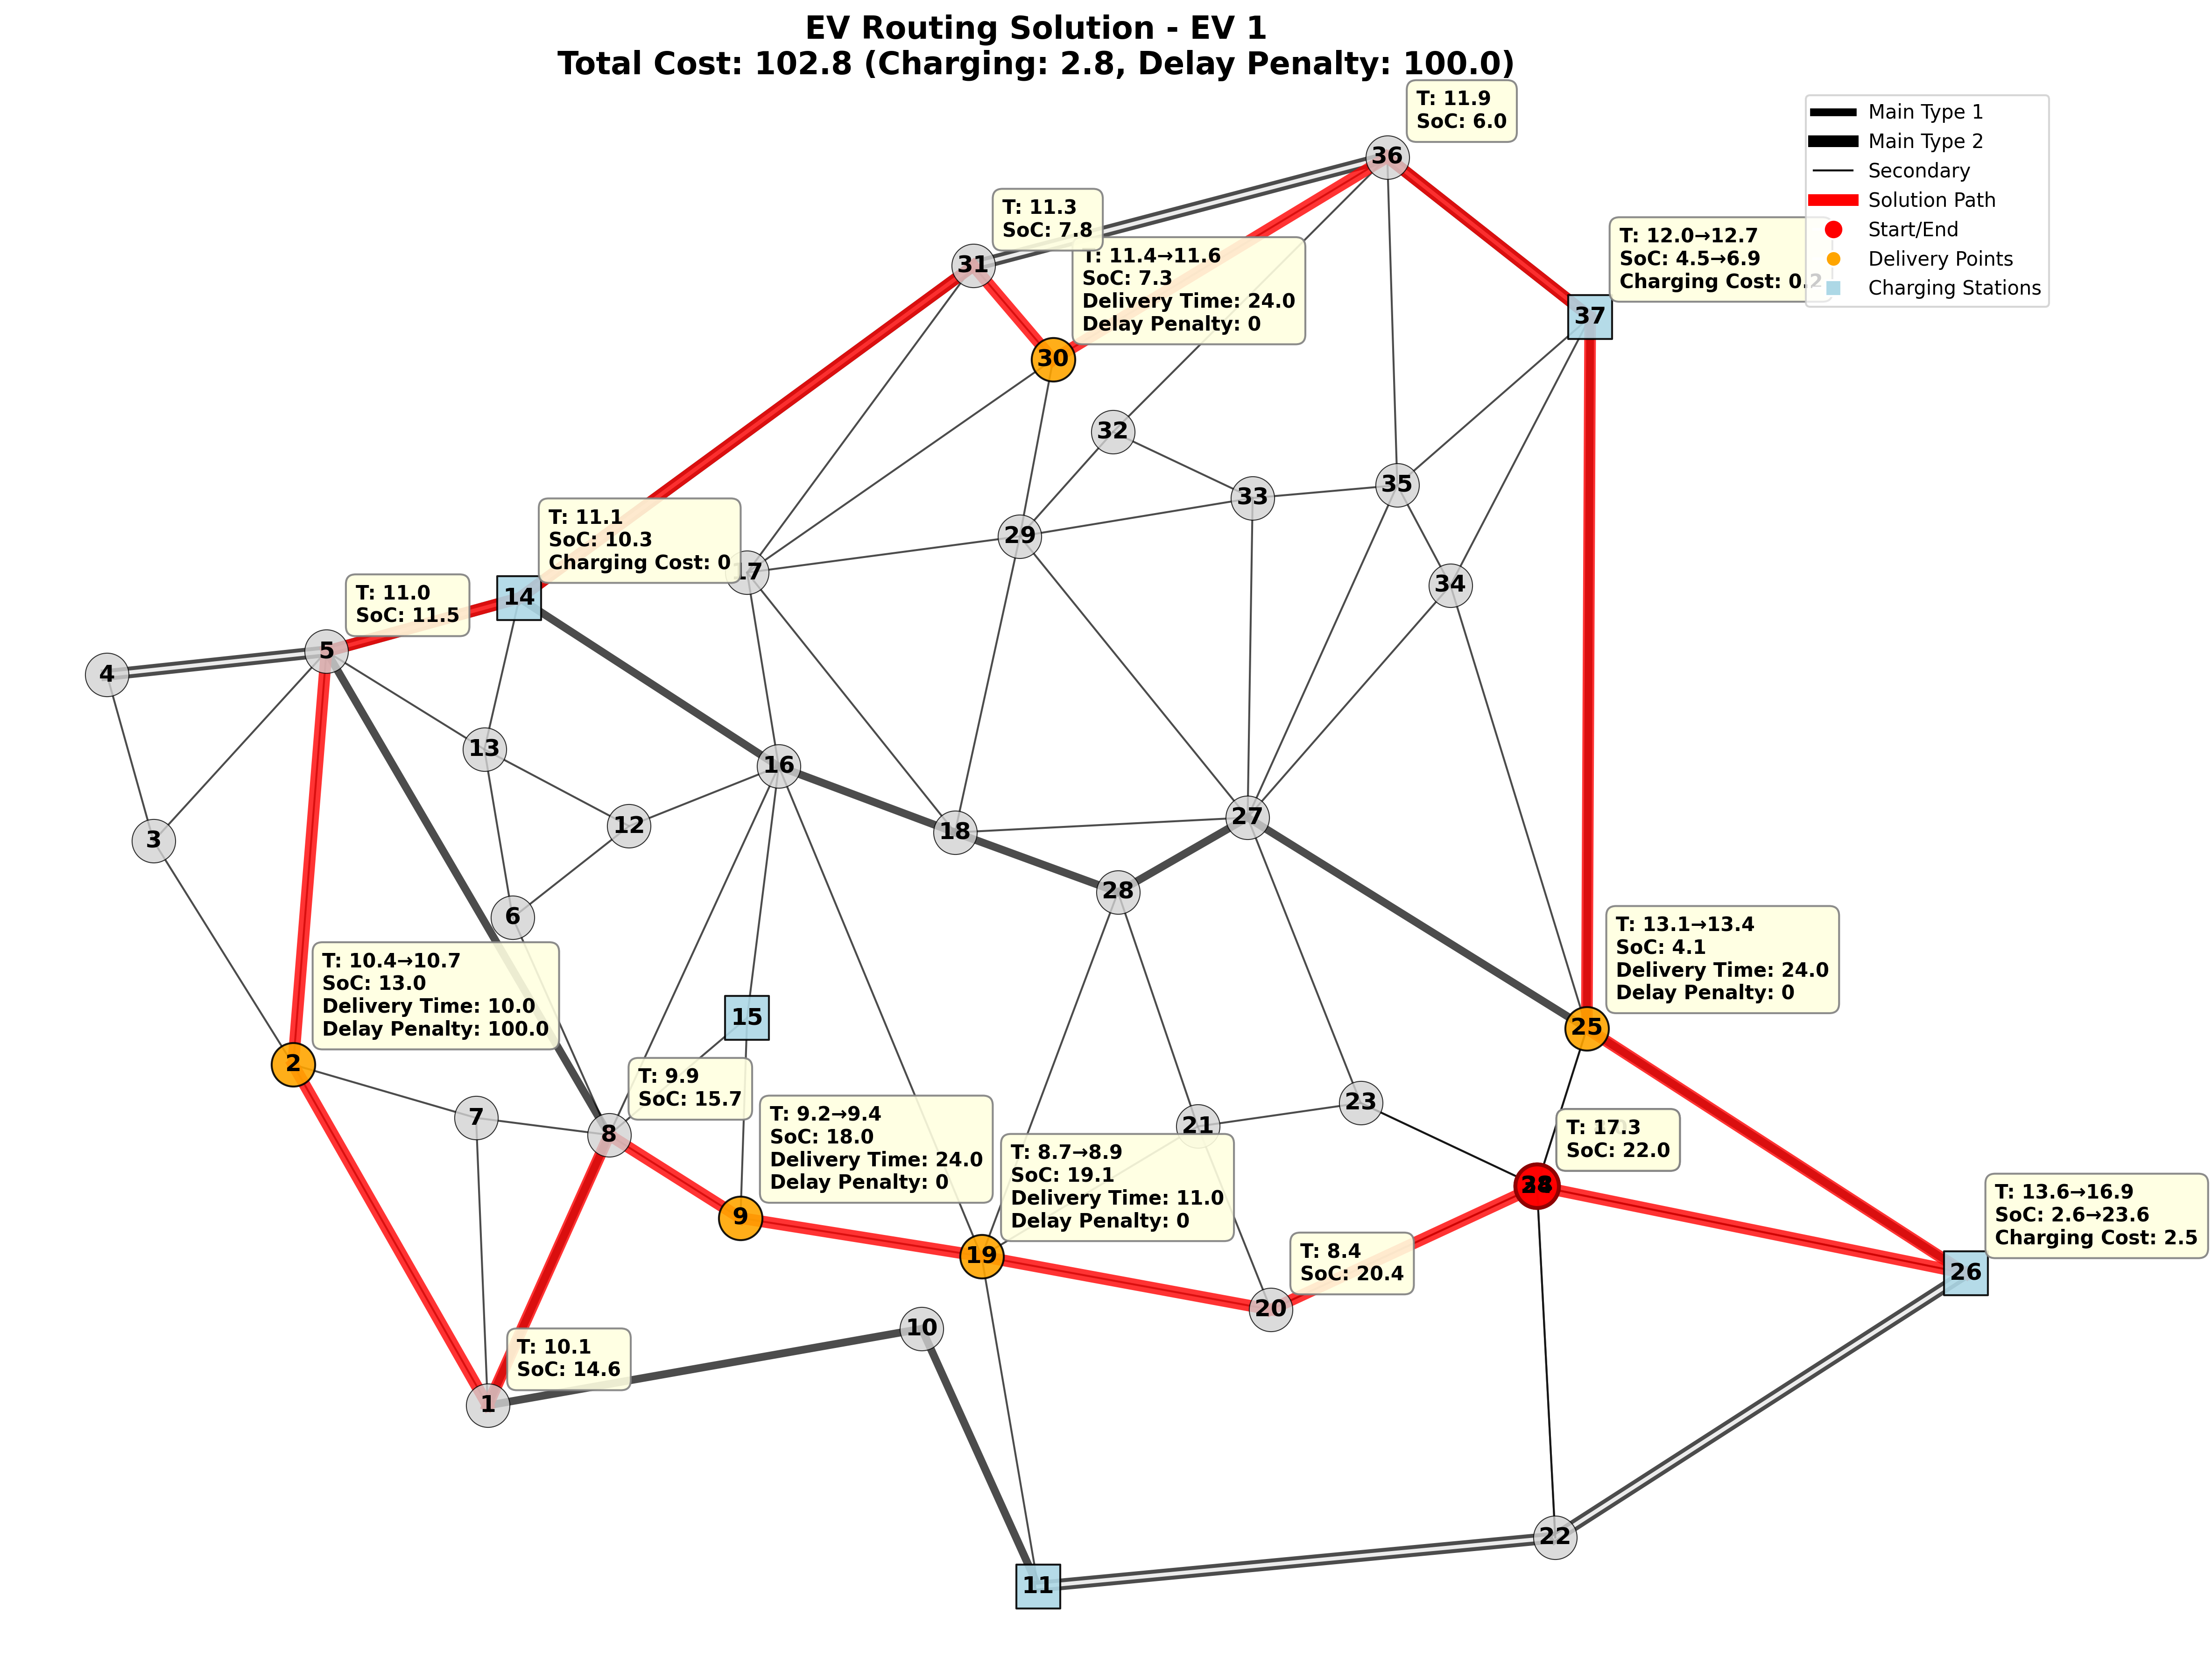 EV Routing Solution - EV 1
Total Cost: 102.8 (Charging: 2.8, Delay Penalty: 100.0)
T: 11.9
SoC: 6.0
Main Type 1
Main Type 2
Secondary
Solution Path
Start/End
Delivery Points
Charging Stations
36
T: 11.3
SoC: 7.8
31
T: 11.4→11.6
SoC: 7.3
Delivery Time: 24.0
Delay Penalty: 0
T: 12.0→12.7
SoC: 4.5→6.9
Charging Cost: 0.2
37
30
32
35
33
29
T: 11.1
SoC: 10.3
Charging Cost: 0
17
34
T: 11.0
SoC: 11.5
14
5
4
13
16
27
12
18
3
28
6
T: 13.1→13.4
SoC: 4.1
Delivery Time: 24.0
Delay Penalty: 0
T: 10.4→10.7
SoC: 13.0
Delivery Time: 10.0
Delay Penalty: 100.0
15
25
2
T: 9.9
SoC: 15.7
7
8
23
21
T: 9.2→9.4
SoC: 18.0
Delivery Time: 24.0
Delay Penalty: 0
T: 8.7→8.9
SoC: 19.1
Delivery Time: 11.0
Delay Penalty: 0
T: 17.3
SoC: 22.0
T: 13.6→16.9
SoC: 2.6→23.6
Charging Cost: 2.5
9
19
T: 8.4
SoC: 20.4
26
20
10
T: 10.1
SoC: 14.6
1
22
11